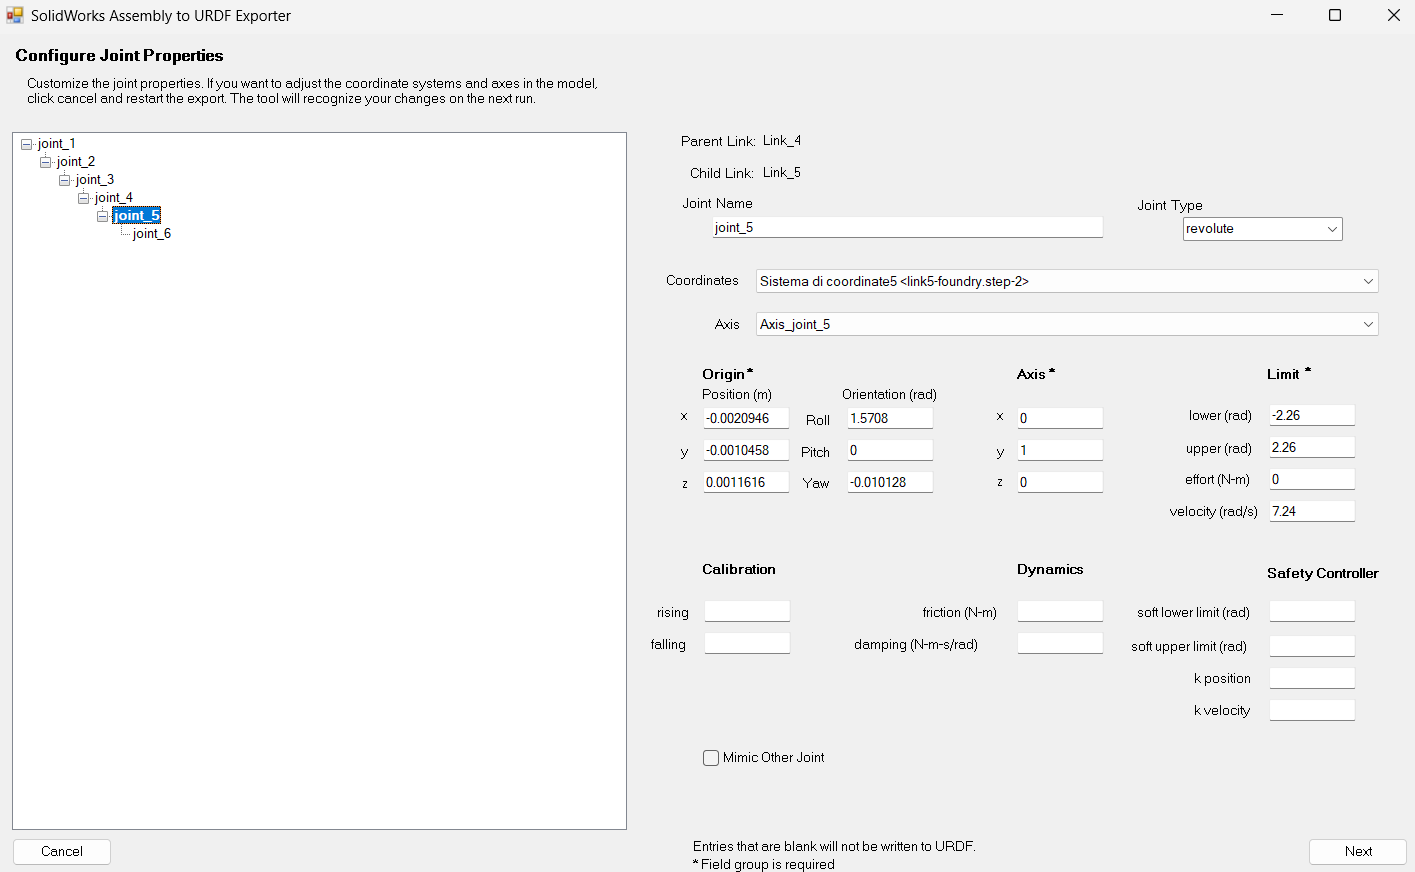 SolidWorks Assembly to URDF Exporter
Configure Joint Properties
Customize the joint properties. If you want to adjust the coordinate systems and axes in the model,
click cancel and restart the export. The tool will recognize your changes on the next run.
joint_1
joint_2
joint_3
joint_4
joint_5
joint_6
Parent Link: Link_4
Child Link: Link_5
Joint Name
joint_5
Joint Type
revolute
Coordinates Sistema di coordinate5 <link5-foundry.step-2>
Axis Axis_joint_5
Origin* Axis * Limit *
Position (m) Orientation (rad)
x -0.0020946 Roll 1.5708 x 0 lower (rad) -2.26
y -0.0010458 Pitch 0 y 1 upper (rad) 2.26
z 0.0011616 Yaw -0.010128 z 0 effort (N-m) 0
velocity (rad/s) 7.24
Calibration Dynamics Safety Controller
rising friction (N-m) soft lower limit (rad)
falling damping (N-m-s/rad) soft upper limit (rad)
k position
k velocity
Mimic Other Joint
Cancel
Entries that are blank will not be written to URDF.
* Field group is required
Next